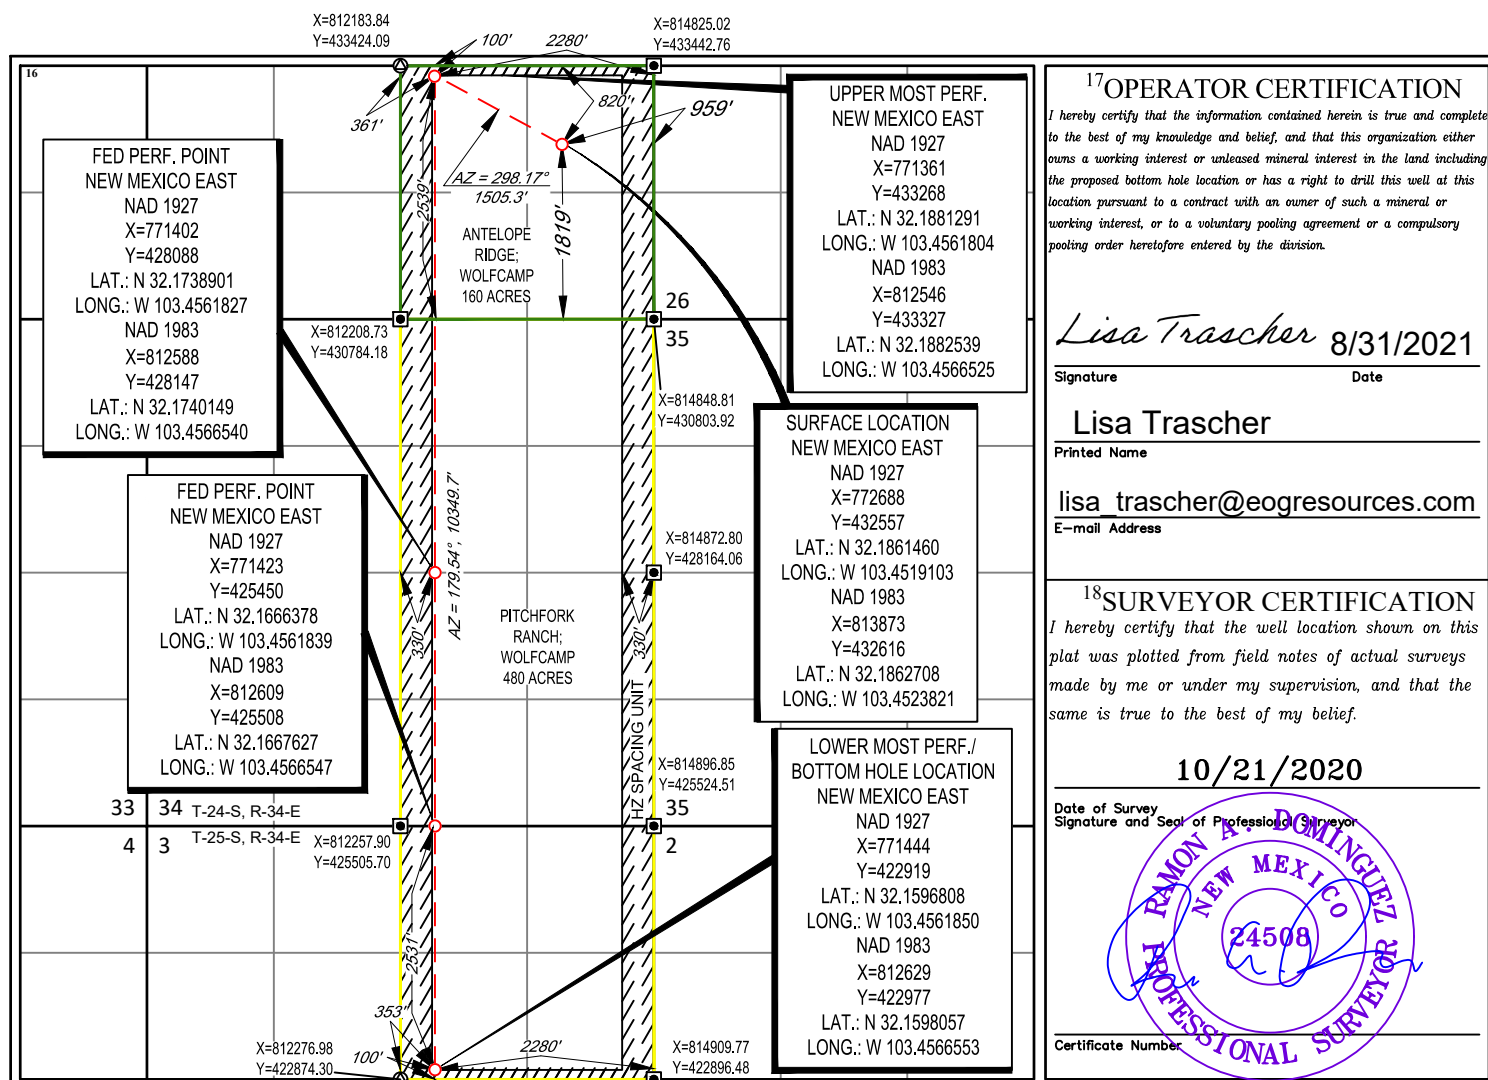 X=812183.84
Y=433424.09
100'
2280'
X=814825.02
Y=433442.76
16
361'
820'
959'
AZ = 298.17°
1505.3'
2539'
1819'
ANTELOPE
RIDGE;
WOLFCAMP
160 ACRES
FED PERF. POINT
NEW MEXICO EAST
NAD 1927
X=771402
Y=428088
LAT.: N 32.1738901
LONG.: W 103.4561827
NAD 1983
X=812588
Y=428147
LAT.: N 32.1740149
LONG.: W 103.4566540
UPPER MOST PERF.
NEW MEXICO EAST
NAD 1927
X=771361
Y=433268
LAT.: N 32.1881291
LONG.: W 103.4561804
NAD 1983
X=812546
Y=433327
LAT.: N 32.1882539
LONG.: W 103.4566525
X=812208.73
Y=430784.18
26
35
X=814848.81
Y=430803.92
FED PERF. POINT
NEW MEXICO EAST
NAD 1927
X=771423
Y=425450
LAT.: N 32.1666378
LONG.: W 103.4561839
NAD 1983
X=812609
Y=425508
LAT.: N 32.1667627
LONG.: W 103.4566547
SURFACE LOCATION
NEW MEXICO EAST
NAD 1927
X=772688
Y=432557
LAT.: N 32.1861460
LONG.: W 103.4519103
NAD 1983
X=813873
Y=432616
LAT.: N 32.1862708
LONG.: W 103.4523821
AZ = 179.54°, 10349.7'
X=814872.80
Y=428164.06
330'
PITCHFORK
RANCH;
WOLFCAMP
480 ACRES
330'
HZ SPACING UNIT
X=814896.85
Y=425524.51
33 34 T-24-S, R-34-E
4 3 T-25-S, R-34-E
X=812257.90
Y=425505.70
35
2
LOWER MOST PERF./
BOTTOM HOLE LOCATION
NEW MEXICO EAST
NAD 1927
X=771444
Y=422919
LAT.: N 32.1596808
LONG.: W 103.4561850
NAD 1983
X=812629
Y=422977
LAT.: N 32.1598057
LONG.: W 103.4566553
2531'
353'
X=812276.98
Y=422874.30
100'
2280'
X=814909.77
Y=422896.48
17OPERATOR CERTIFICATION
I hereby certify that the information contained herein is true and complete
to the best of my knowledge and belief, and that this organization either
owns a working interest or unleased mineral interest in the land including
the proposed bottom hole location or has a right to drill this well at this
location pursuant to a contract with an owner of such a mineral or
working interest, or to a voluntary pooling agreement or a compulsory
pooling order heretofore entered by the division.
Lisa Trascher 8/31/2021
Signature Date
Lisa Trascher
Printed Name
lisa_trascher@eogresources.com
E-mail Address
18SURVEYOR CERTIFICATION
I hereby certify that the well location shown on this
plat was plotted from field notes of actual surveys
made by me or under my supervision, and that the
same is true to the best of my belief.
10/21/2020
Date of Survey
Signature and Seal of Professional Surveyor
RAMON A. DOMINGUEZ
NEW MEXICO
24508
PROFESSIONAL SURVEYOR
Certificate Number